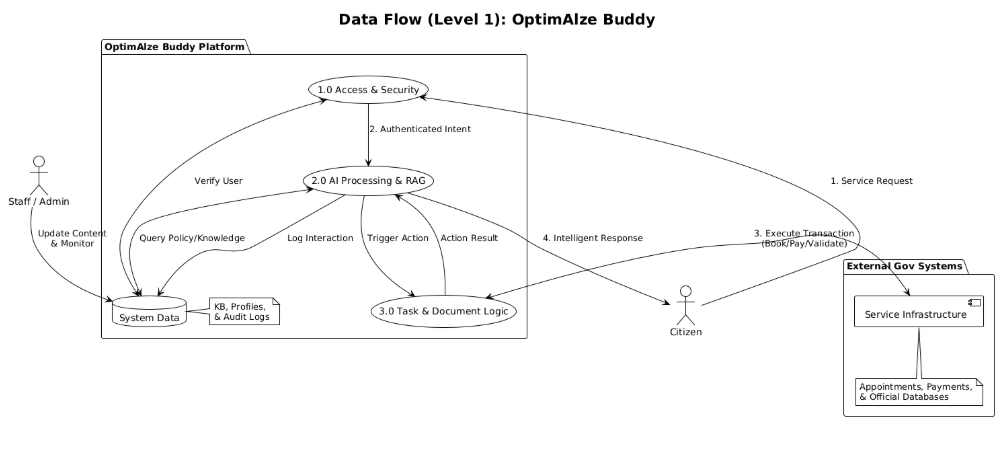 Data Flow (Level 1): OptimAIze Buddy
OptimAIze Buddy Platform
1.0 Access & Security
2. Authenticated Intent
2.0 AI Processing & RAG
Verify User
1. Service Request
Staff / Admin
Update Content
& Monitor
Query Policy/Knowledge
Log Interaction
Trigger Action
Action Result
4. Intelligent Response
3. Execute Transaction
(Book/Pay/Validate)
External Gov Systems
Service Infrastructure
System Data
KB, Profiles,
& Audit Logs
3.0 Task & Document Logic
Citizen
Appointments, Payments,
& Official Databases